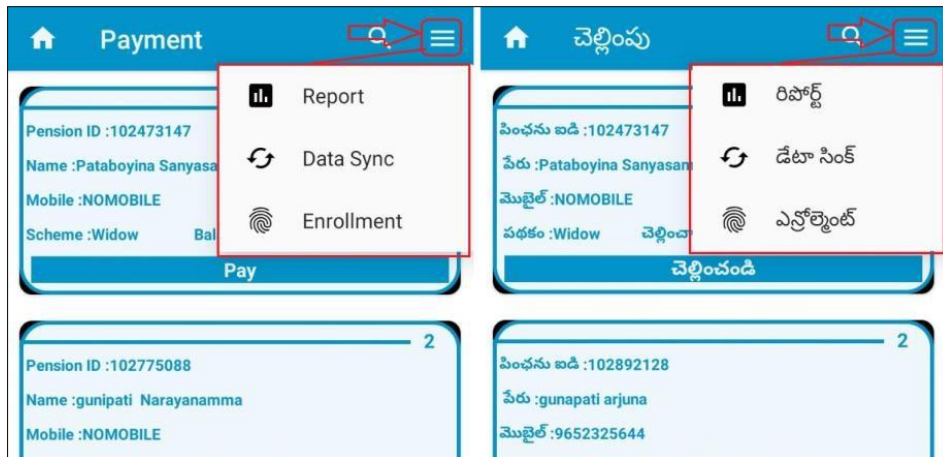 Payment
Report
Data Sync
Enrollment
Pension ID :102473147
Name :Pataboyina Sanyasa
Mobile :NOMOBILE
Scheme :Widow Bal
Pay
2
Pension ID :102775088
Name :gunipati Narayanamma
Mobile :NOMOBILE
చెల్లింపు
రిపోర్ట్
డేటా సింక్
ఎన్రోల్మెంట్
పింఛను ఐడి :102473147
పేరు :Pataboyina Sanyasam
మొబైల్ :NOMOBILE
పథకం :Widow చెల్లించా
చెల్లించండి
2
పింఛను ఐడి :102892128
పేరు :gunapati arjuna
మొబైల్ :9652325644